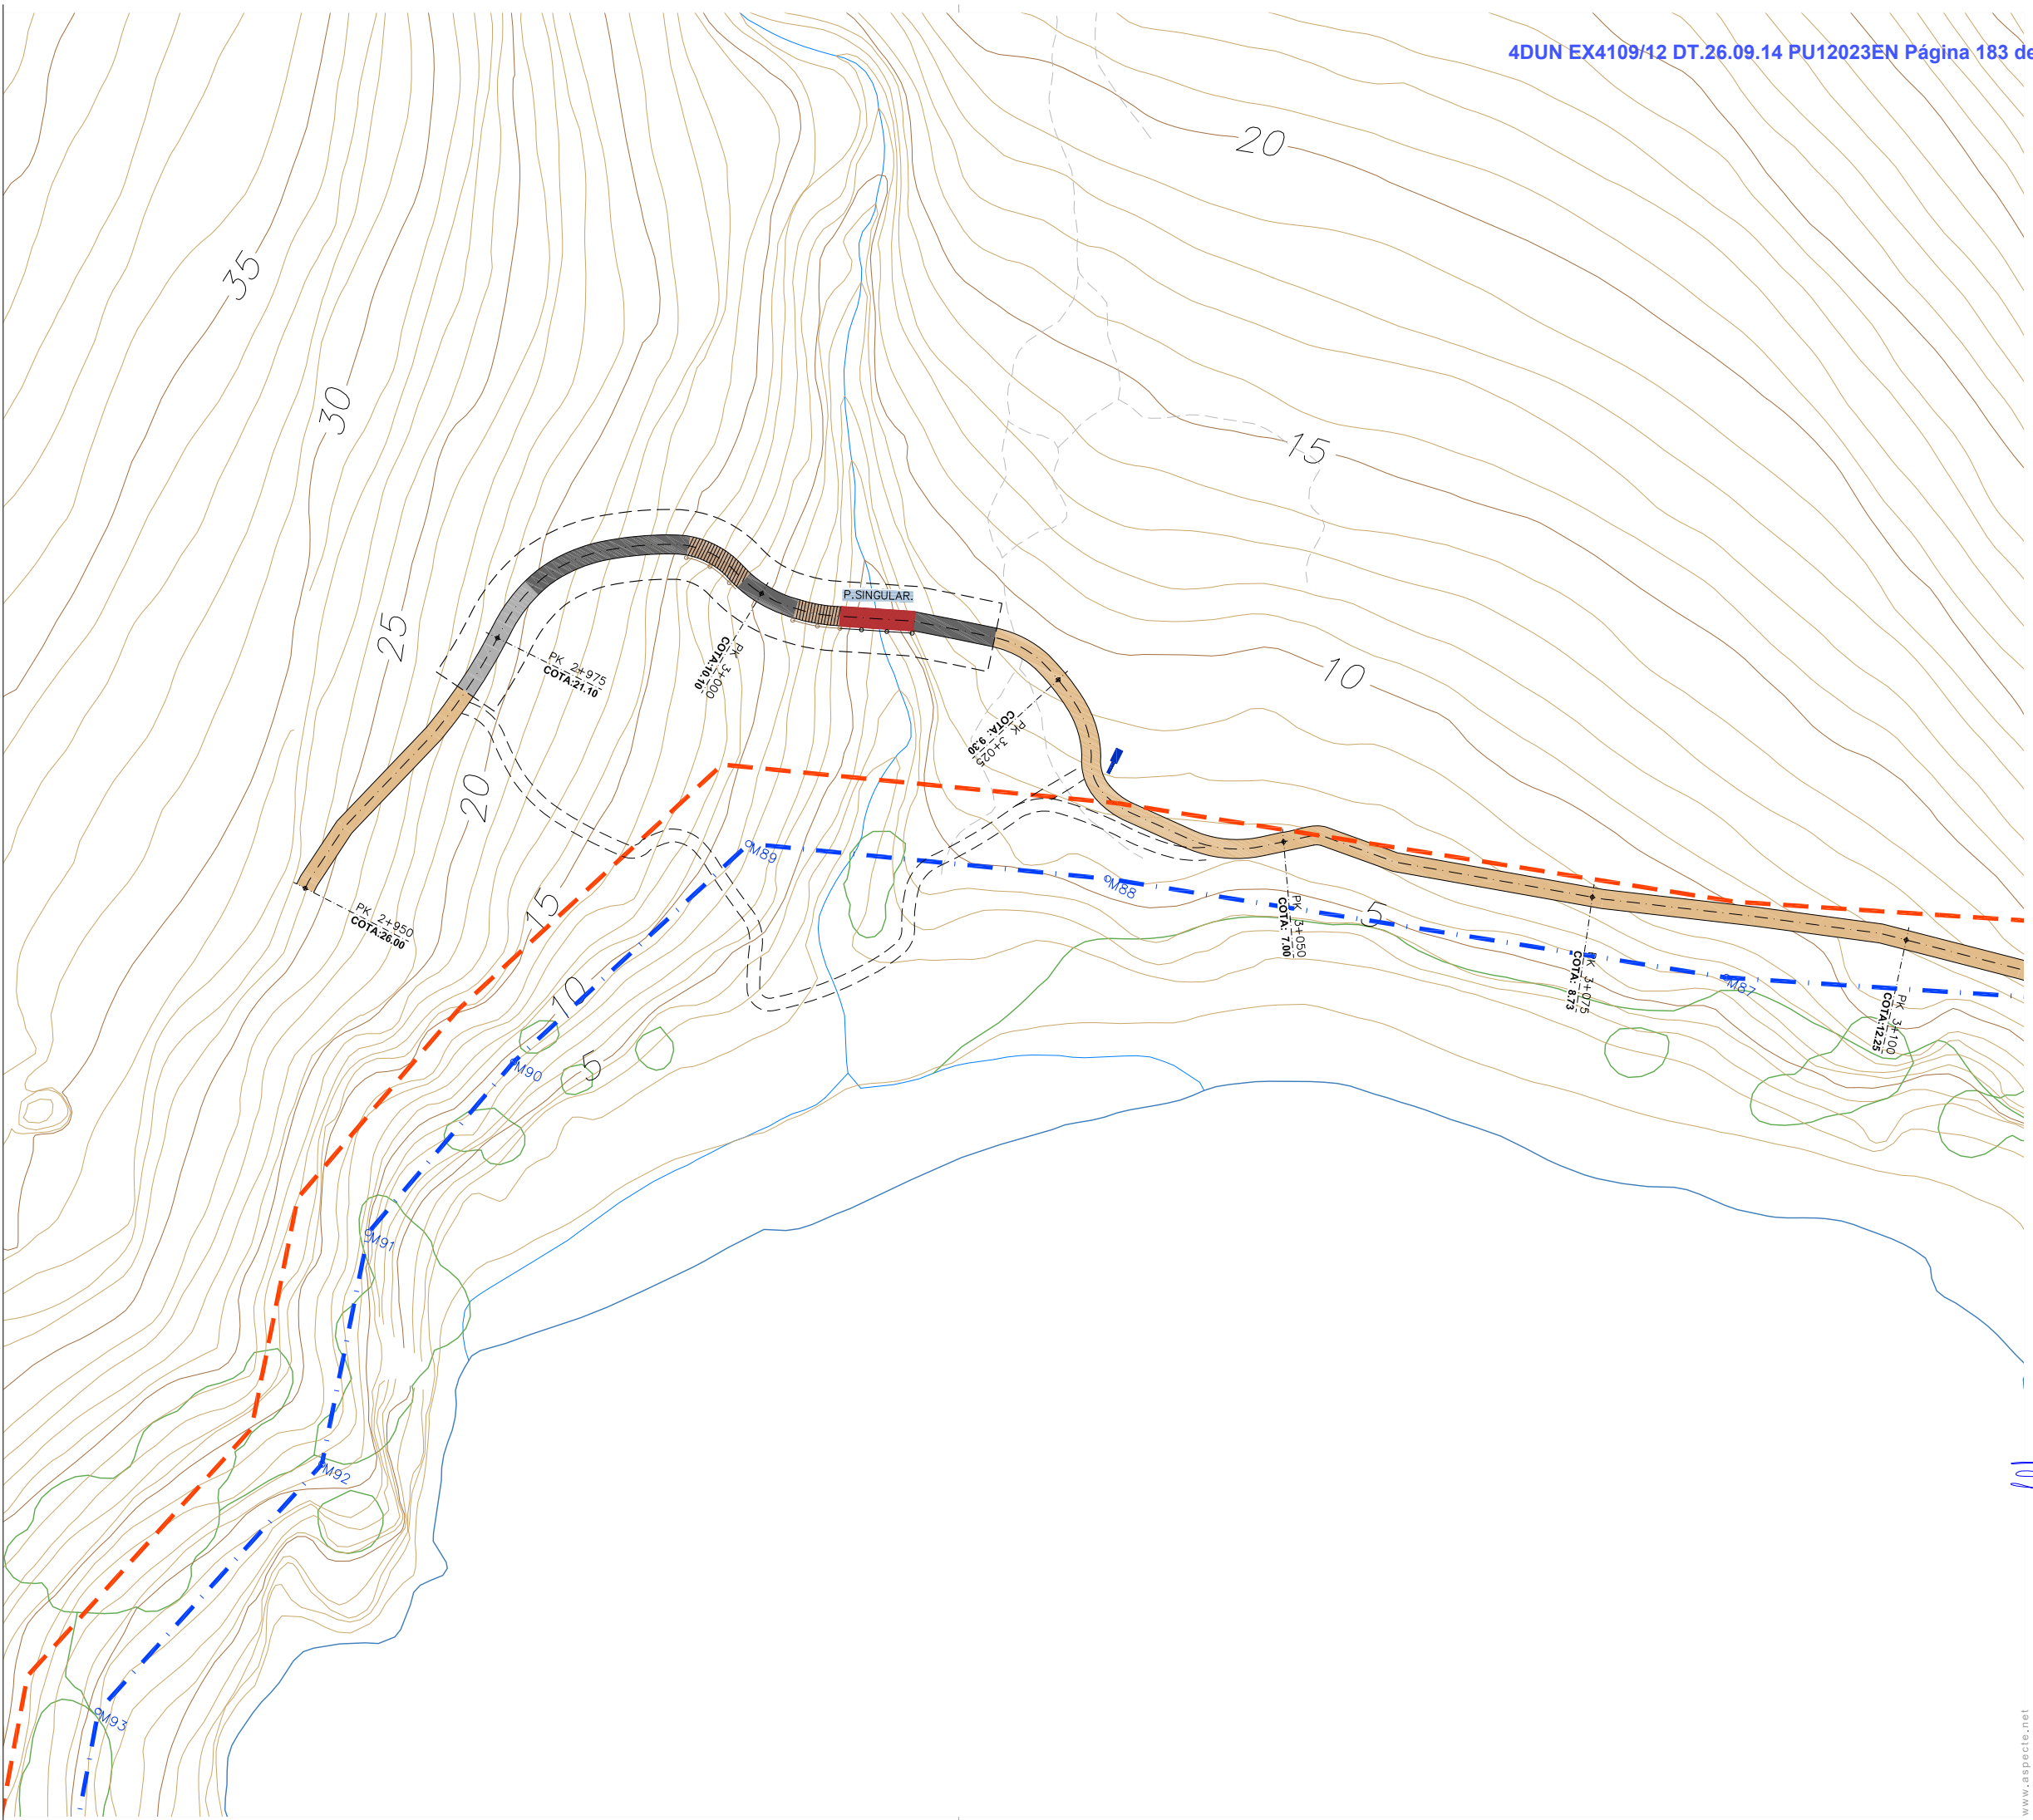 4DUN EX4109/12 DT.26.09.14 PU12023EN Página 183 de
20
35
30
15
P.SINGULAR.
25
10
PK 2+975
COTA:21.10
PK 3+000
COTA:10.10
PK 3+025
COTA: 9.30
20
M89
M88
15
5
PK 2+950
COTA:26.00
PK 3+050
COTA: 7.00
PK 3+075
COTA: 8.73
M87
10
PK 3+100
COTA:12.25
M90
5
M91
M92
M93
www.aspecte.net